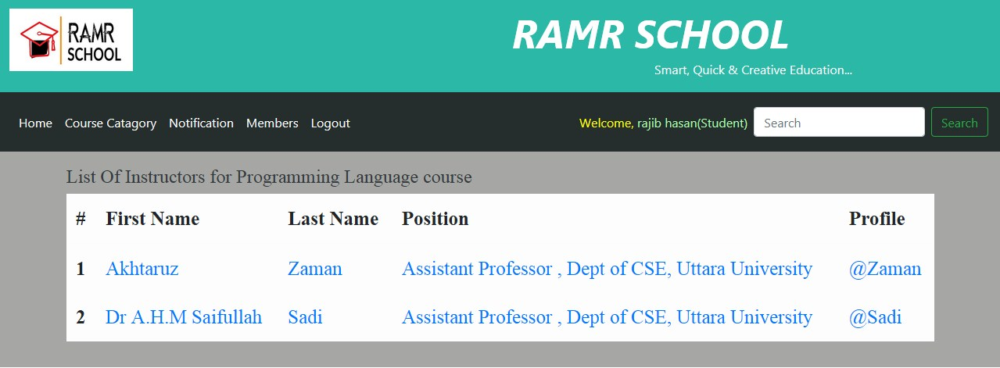 RAMR
SCHOOL
RAMR SCHOOL
Smart, Quick & Creative Education...
Home Course Catagory Notification Members Logout Welcome, rajib hasan(Student) Search Search
List Of Instructors for Programming Language course
# First Name Last Name Position Profile
1 Akhtaruz Zaman Assistant Professor , Dept of CSE, Uttara University @Zaman
2 Dr A.H.M Saifullah Sadi Assistant Professor , Dept of CSE, Uttara University @Sadi